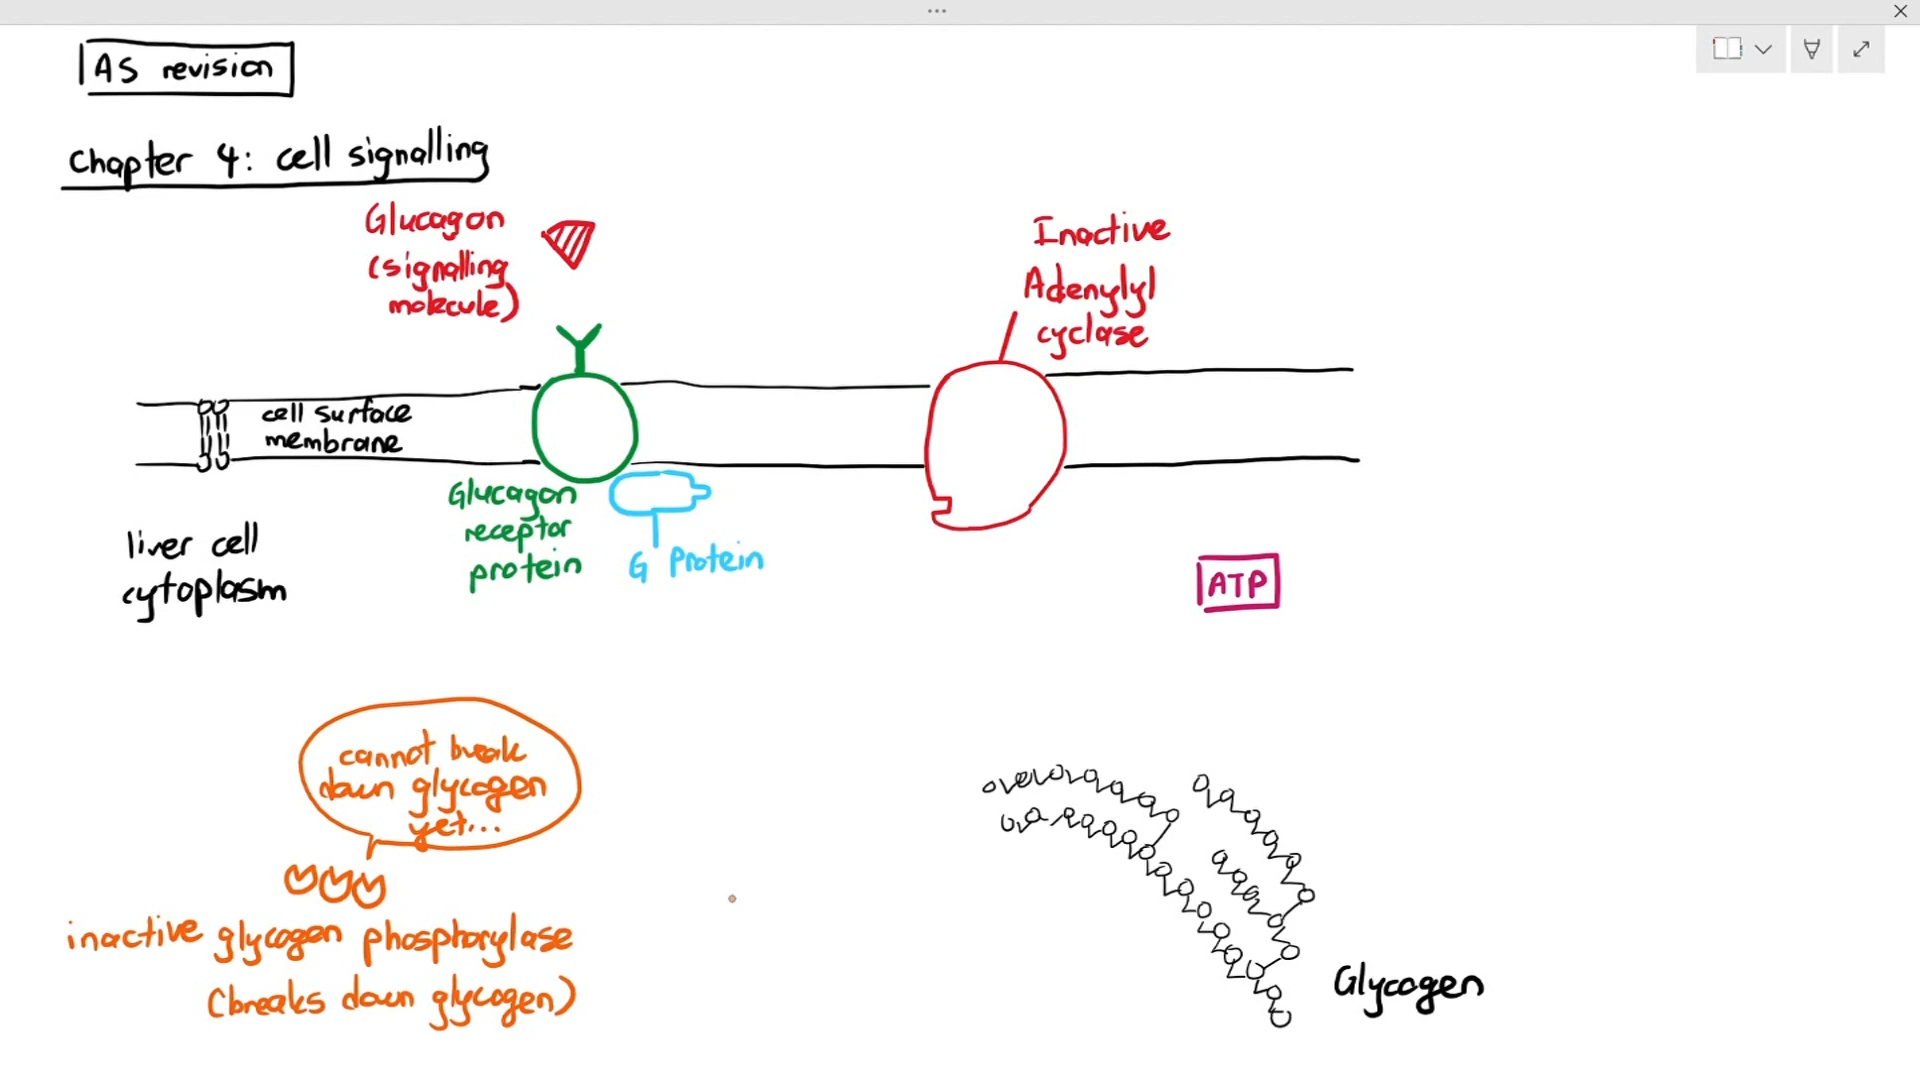 AS revision
Chapter 4: cell signalling
Glucagon
(signalling
molecule)
Inactive
Adenylyl
cyclase
cell surface
membrane
Glucagon
receptor
protein
G Protein
liver cell
cytoplasm
ATP
cannot break
down glycogen
yet...
inactive glycogen phosphorylase
(breaks down glycogen)
Glycogen